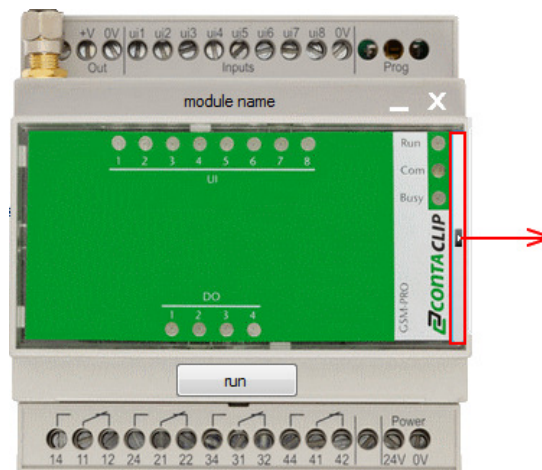 +V 0V ui1 ui2 ui3 ui4 ui5 ui6 ui7 ui8 0V
Out Inputs Prog
module name
X
1 2 3 4 5 6 7 8
UI
Run
Com
Busy
GSM-PRO
CONTACLIP
DO
1 2 3 4
run
Power
14 11 12 24 21 22 34 31 32 44 41 42 24V 0V